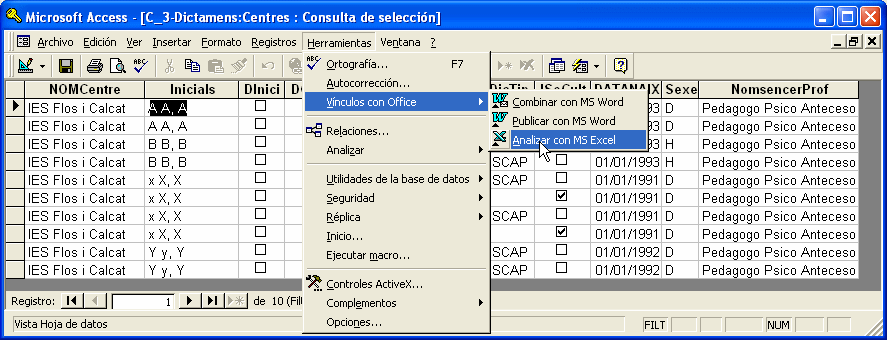 Microsoft Access - [C_3-Dictamens:Centres : Consulta de selección]
Archivo Edición Ver Insertar Formato Registros Herramientas Ventana ?
NOMCentre Inicials DInici DATANAIX Sexe NomsencerProf
IES Flos i Calcat A A, A D Pedagogo Psico Anteceso
IES Flos i Calcat A A, A D Pedagogo Psico Anteceso
IES Flos i Calcat B B, B H Pedagogo Psico Anteceso
IES Flos i Calcat B B, B SCAP 01/01/1993 H Pedagogo Psico Anteceso
IES Flos i Calcat x X, X 01/01/1991 D Pedagogo Psico Anteceso
IES Flos i Calcat x X, X 01/01/1991 D Pedagogo Psico Anteceso
IES Flos i Calcat x X, X SCAP 01/01/1991 D Pedagogo Psico Anteceso
IES Flos i Calcat x X, X 01/01/1991 D Pedagogo Psico Anteceso
IES Flos i Calcat Y y, Y SCAP 01/01/1992 D Pedagogo Psico Anteceso
IES Flos i Calcat Y y, Y SCAP 01/01/1992 D Pedagogo Psico Anteceso
Ortografía... F7
Autocorrección...
Vínculos con Office
Relaciones...
Analizar
Utilidades de la base de datos
Seguridad
Réplica
Inicio...
Ejecutar macro...
Controles ActiveX...
Complementos
Opciones...
Combinar con MS Word
Publicar con MS Word
Analizar con MS Excel
Registro: 1 de 10 (Fil
Vista Hoja de datos FILT NUM